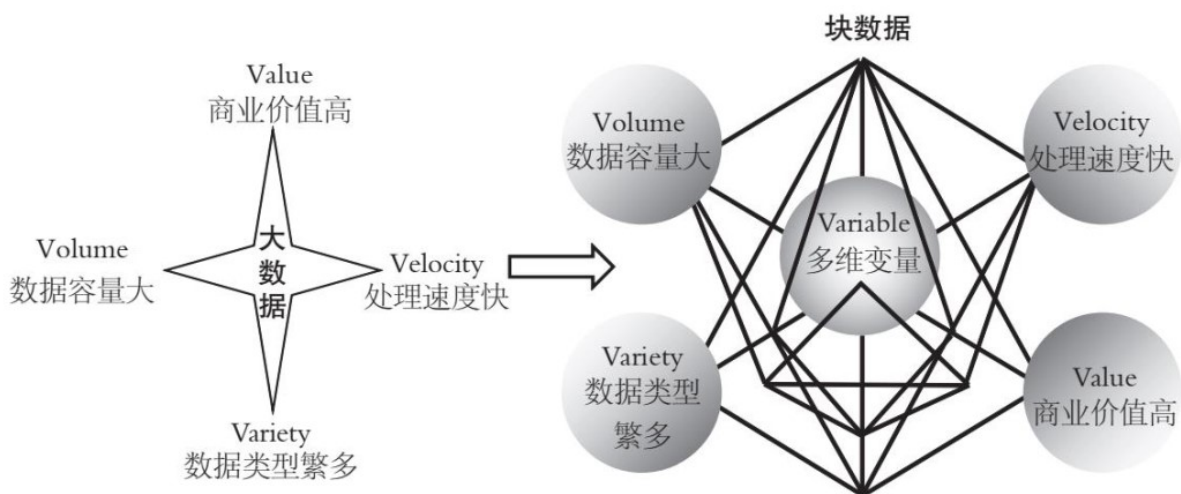 Value
商业价值高
Volume
数据容量大
大
数
据
Velocity
处理速度快
Variety
数据类型繁多
块数据
Volume
数据容量大
Velocity
处理速度快
Variable
多维变量
Variety
数据类型
繁多
Value
商业价值高